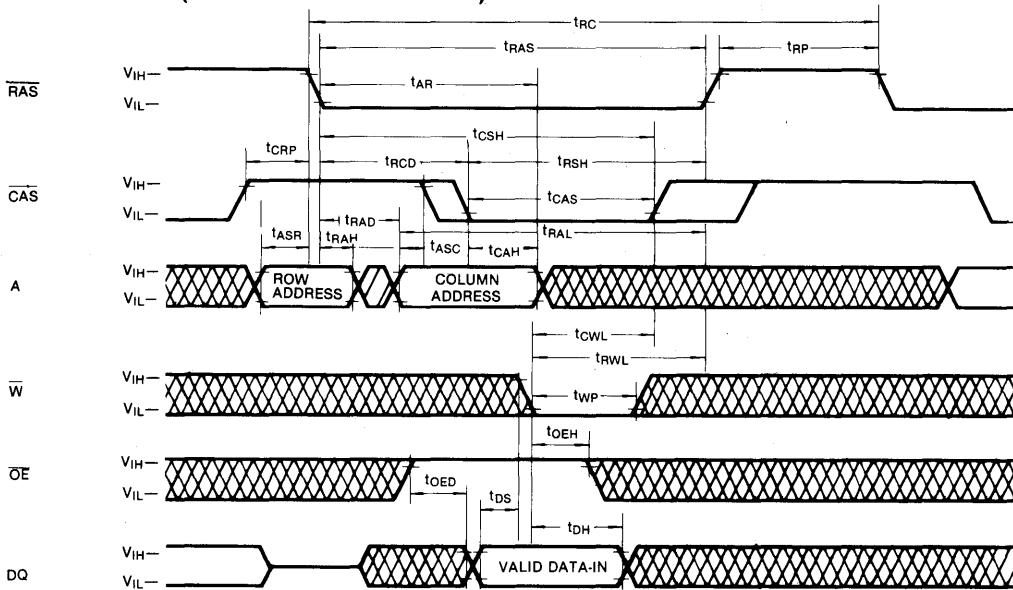 tRC
tRAS
tRP
RAS
VIH
VIL
tAR
tCSH
tCRP
tRCD
tRSH
CAS
VIH
VIL
tCAS
tRAD
tRAL
tASR
tRAH
tASC
tCAH
A
VIH
VIL
ROW
ADDRESS
COLUMN
ADDRESS
tCWL
tRWL
W
VIH
VIL
tWP
tOEH
OE
VIH
VIL
tOED
tDS
tDH
DQ
VIH
VIL
VALID DATA-IN